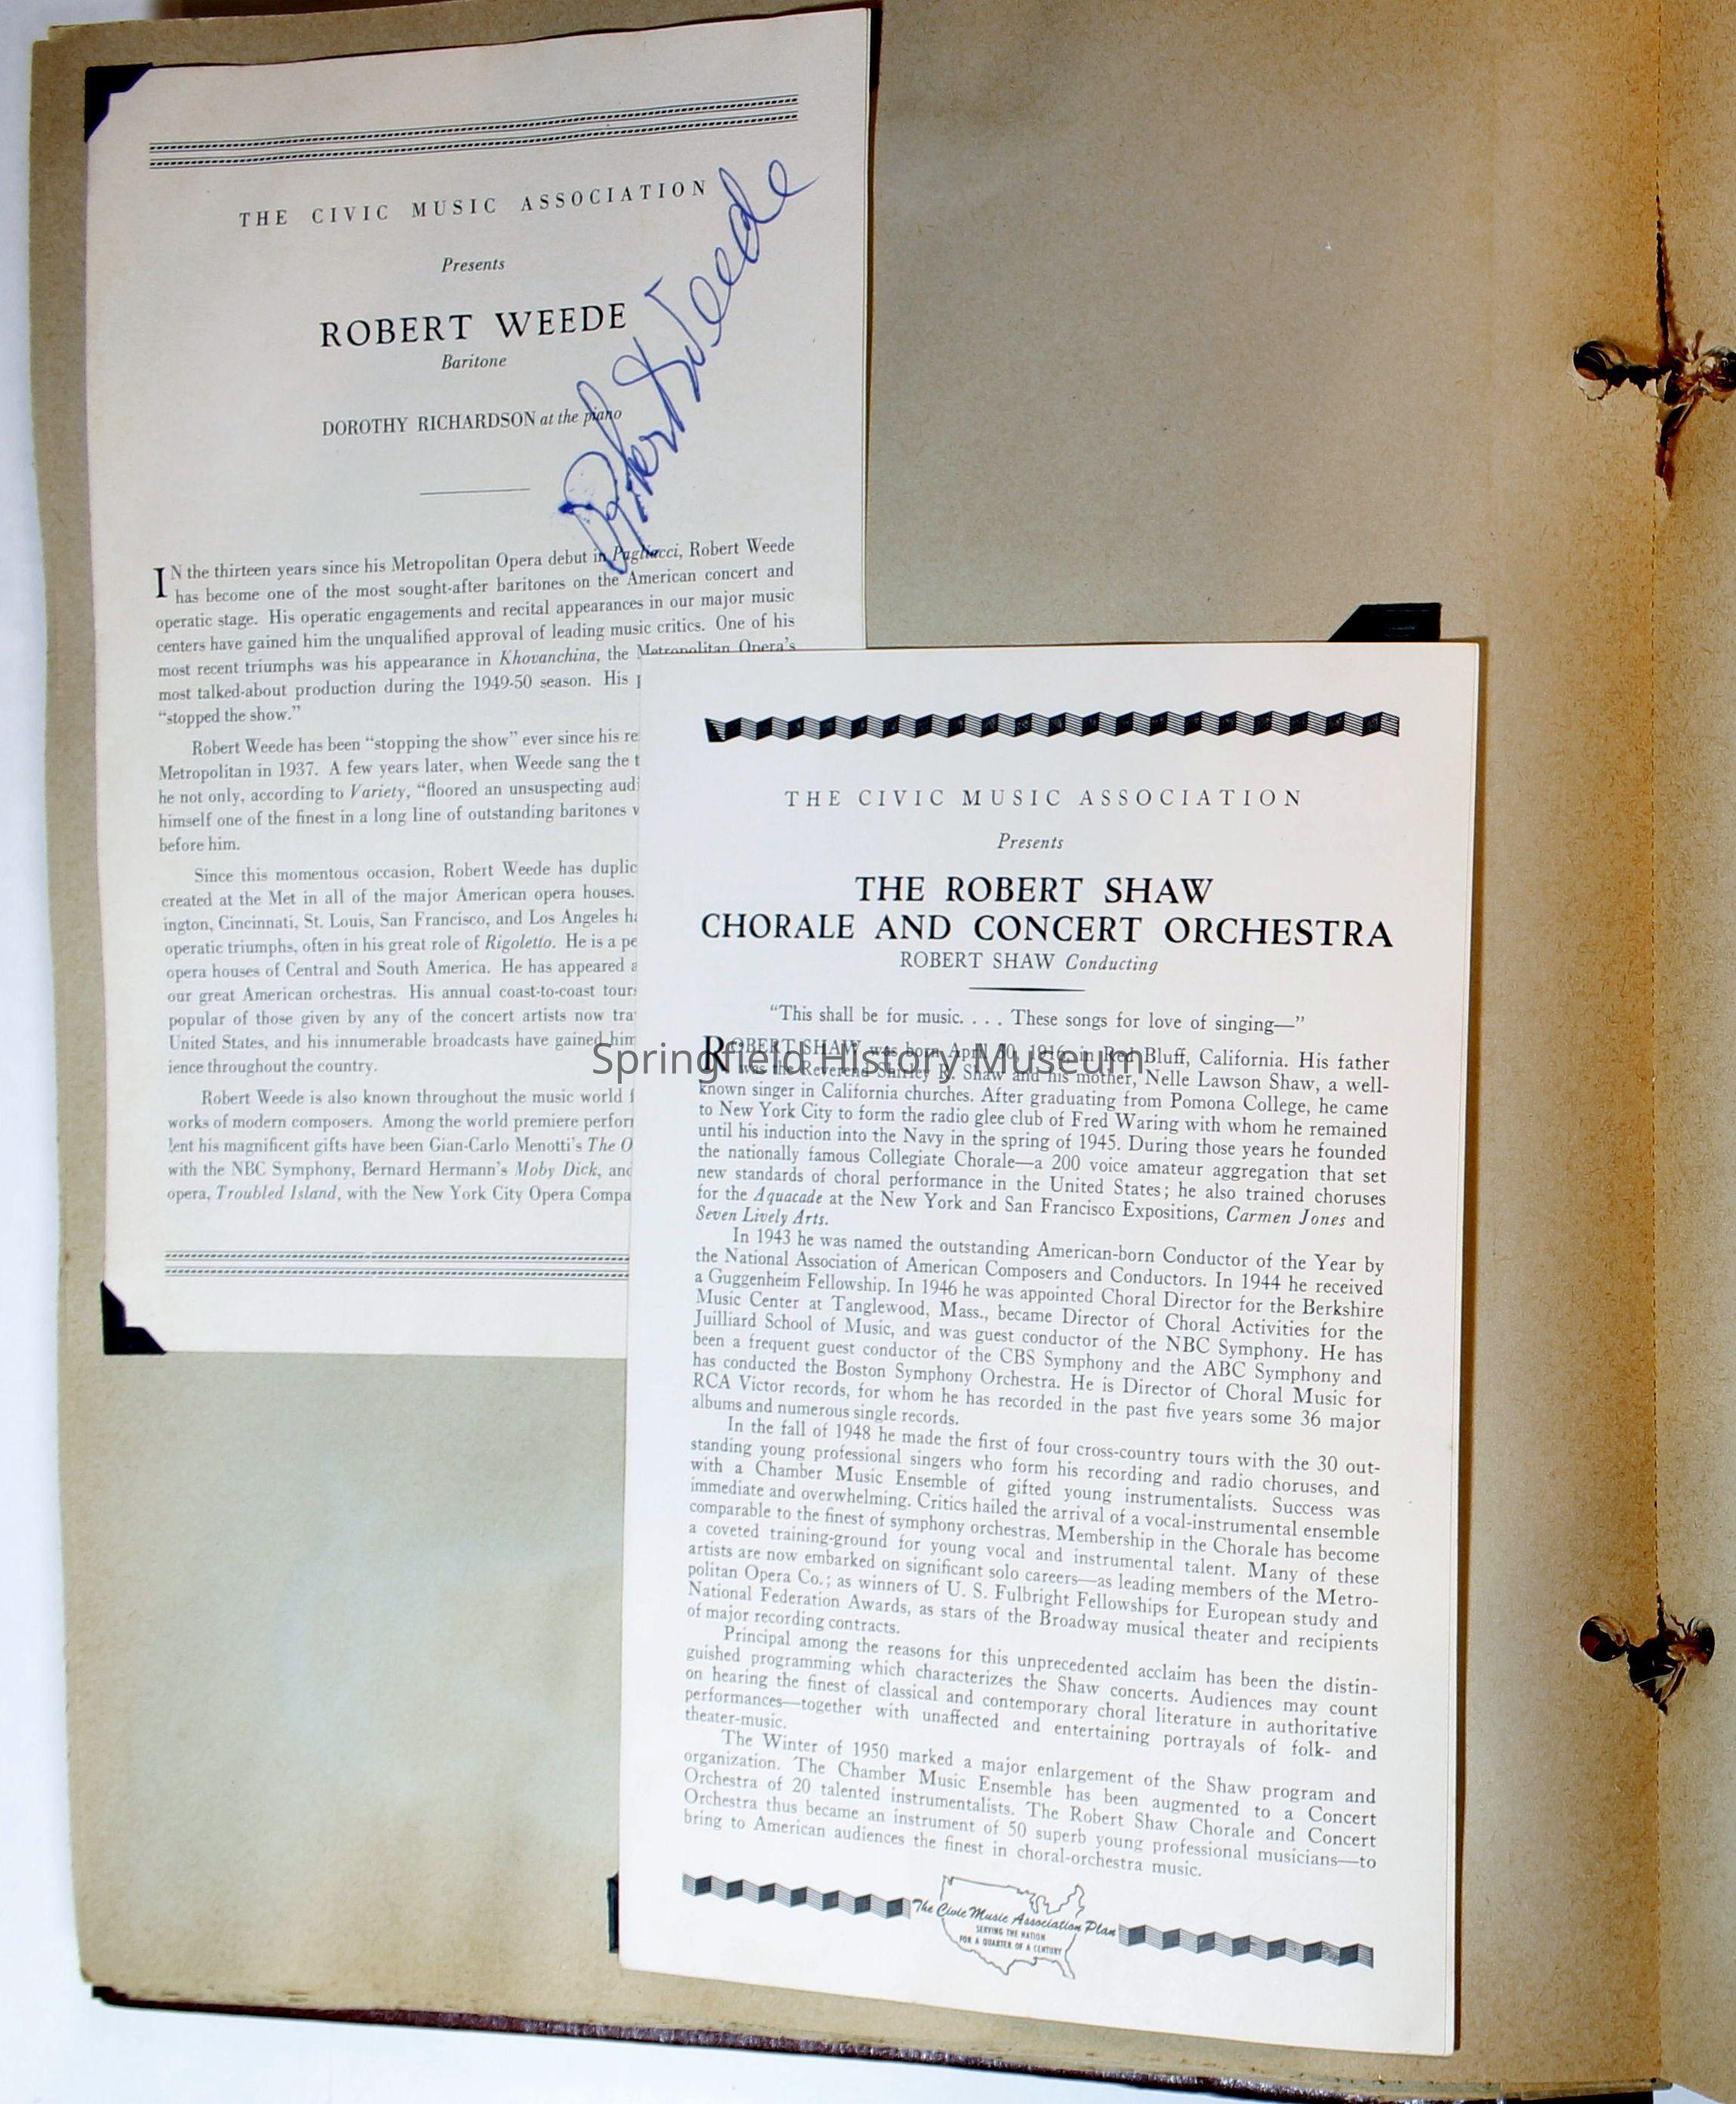 THE CIVIC MUSIC ASSOCIATION
Presents
ROBERT WEEDE
Baritone
DOROTHY RICHARDSON at the piano
Robert Weede
IN the thirteen years since his Metropolitan Opera debut in Pagliacci, Robert Weede
has become one of the most sought-after baritones on the American concert and
operatic stage. His operatic engagements and recital appearances in our major music
centers have gained him the unqualified approval of leading music critics. One of his
most recent triumphs was his appearance in Khovanchina, the Metropolitan Opera's
most talked-about production during the 1949-50 season. His
"stopped the show."
Robert Weede has been "stopping the show" ever since his re
Metropolitan in 1937. A few years later, when Weede sang the t
he not only, according to Variety, "floored an unsuspecting audi
himself one of the finest in a long line of outstanding baritones
before him.
Since this momentous occasion, Robert Weede has duplic
created at the Met in all of the major American opera houses.
ington, Cincinnati, St. Louis, San Francisco, and Los Angeles ha
operatic triumphs, often in his great role of Rigoletto. He is a pe
opera houses of Central and South America. He has appeared a
our great American orchestras. His annual coast-to-coast tour
popular of those given by any of the concert artists now tra
United States, and his innumerable broadcasts have gained him
ience throughout the country.
Robert Weede is also known throughout the music world f
works of modern composers. Among the world premiere perfor
lent his magnificent gifts have been Gian-Carlo Menotti's The O
with the NBC Symphony, Bernard Hermann's Moby Dick, and
opera, Troubled Island, with the New York City Opera Compa
THE CIVIC MUSIC ASSOCIATION
Presents
THE ROBERT SHAW
CHORALE AND CONCERT ORCHESTRA
ROBERT SHAW Conducting
"This shall be for music. . . . These songs for love of singing—"
ROBERT SHAW was born April 30, 1916, in Red Bluff, California. His father
was the Reverend Shirley R. Shaw and his mother, Nelle Lawson Shaw, a well-
known singer in California churches. After graduating from Pomona College, he came
to New York City to form the radio glee club of Fred Waring with whom he remained
until his induction into the Navy in the spring of 1945. During those years he founded
the nationally famous Collegiate Chorale—a 200 voice amateur aggregation that set
new standards of choral performance in the United States; he also trained choruses
for the Aquacade at the New York and San Francisco Expositions, Carmen Jones and
Seven Lively Arts.
In 1943 he was named the outstanding American-born Conductor of the Year by
the National Association of American Composers and Conductors. In 1944 he received
a Guggenheim Fellowship. In 1946 he was appointed Choral Director for the Berkshire
Music Center at Tanglewood, Mass., became Director of Choral Activities for the
Juilliard School of Music, and was guest conductor of the NBC Symphony. He has
been a frequent guest conductor of the CBS Symphony and the ABC Symphony and
has conducted the Boston Symphony Orchestra. He is Director of Choral Music for
RCA Victor records, for whom he has recorded in the past five years some 36 major
albums and numerous single records.
In the fall of 1948 he made the first of four cross-country tours with the 30 out-
standing young professional singers who form his recording and radio choruses, and
with a Chamber Music Ensemble of gifted young instrumentalists. Success was
immediate and overwhelming. Critics hailed the arrival of a vocal-instrumental ensemble
comparable to the finest of symphony orchestras. Membership in the Chorale has become
a coveted training-ground for young vocal and instrumental talent. Many of these
artists are now embarked on significant solo careers—as leading members of the Metro-
politan Opera Co.; as winners of U. S. Fulbright Fellowships for European study and
National Federation Awards, as stars of the Broadway musical theater and recipients
of major recording contracts.
Principal among the reasons for this unprecedented acclaim has been the distin-
guished programming which characterizes the Shaw concerts. Audiences may count
on hearing the finest of classical and contemporary choral literature in authoritative
performances—together with unaffected and entertaining portrayals of folk- and
theater-music.
The Winter of 1950 marked a major enlargement of the Shaw program and
organization. The Chamber Music Ensemble has been augmented to a Concert
Orchestra of 20 talented instrumentalists. The Robert Shaw Chorale and Concert
Orchestra thus became an instrument of 50 superb young professional musicians—to
bring to American audiences the finest in choral-orchestra music.
The Civic Music Association Plan
SERVING THE NATION
FOR A QUARTER OF A CENTURY
Springfield History Museum